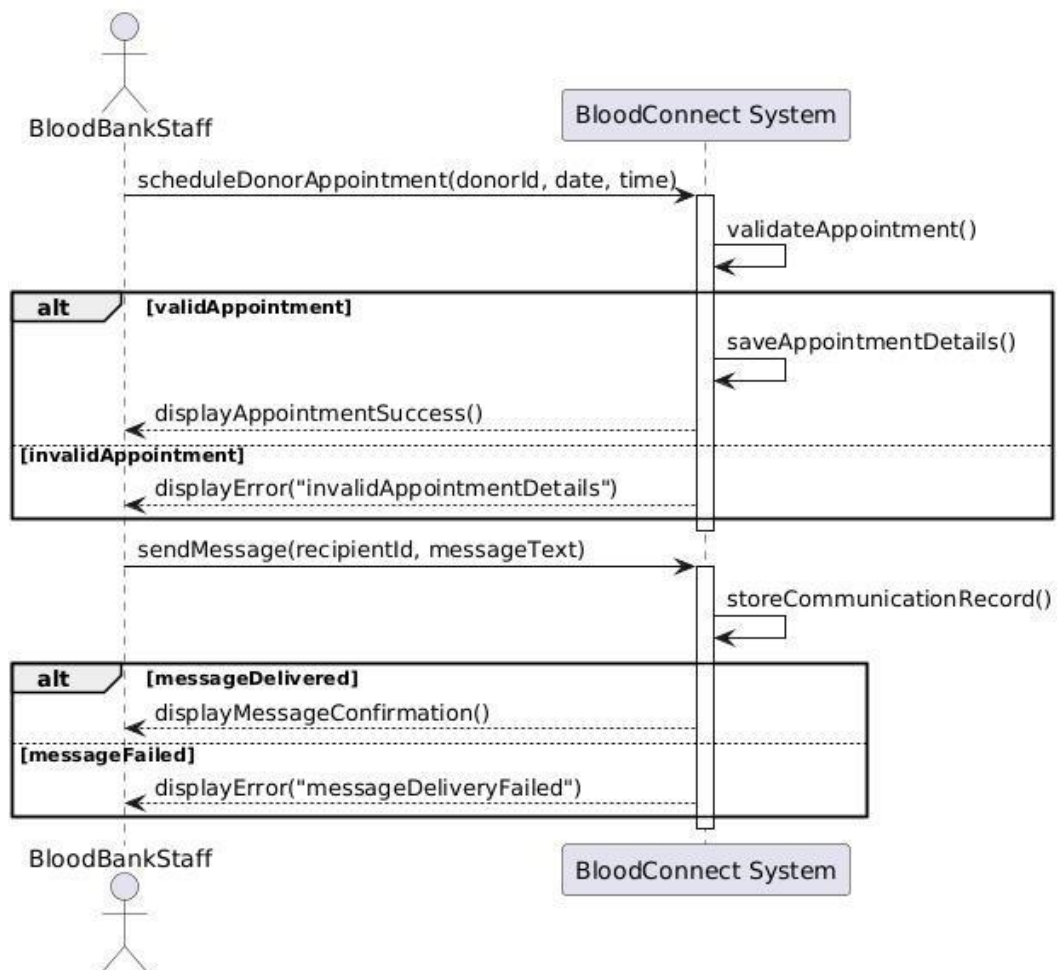 BloodBankStaff
BloodConnect System
scheduleDonorAppointment(donorId, date, time)
validateAppointment()
alt [validAppointment]
saveAppointmentDetails()
displayAppointmentSuccess()
[invalidAppointment]
displayError("invalidAppointmentDetails")
sendMessage(recipientId, messageText)
storeCommunicationRecord()
alt [messageDelivered]
displayMessageConfirmation()
[messageFailed]
displayError("messageDeliveryFailed")
BloodBankStaff
BloodConnect System